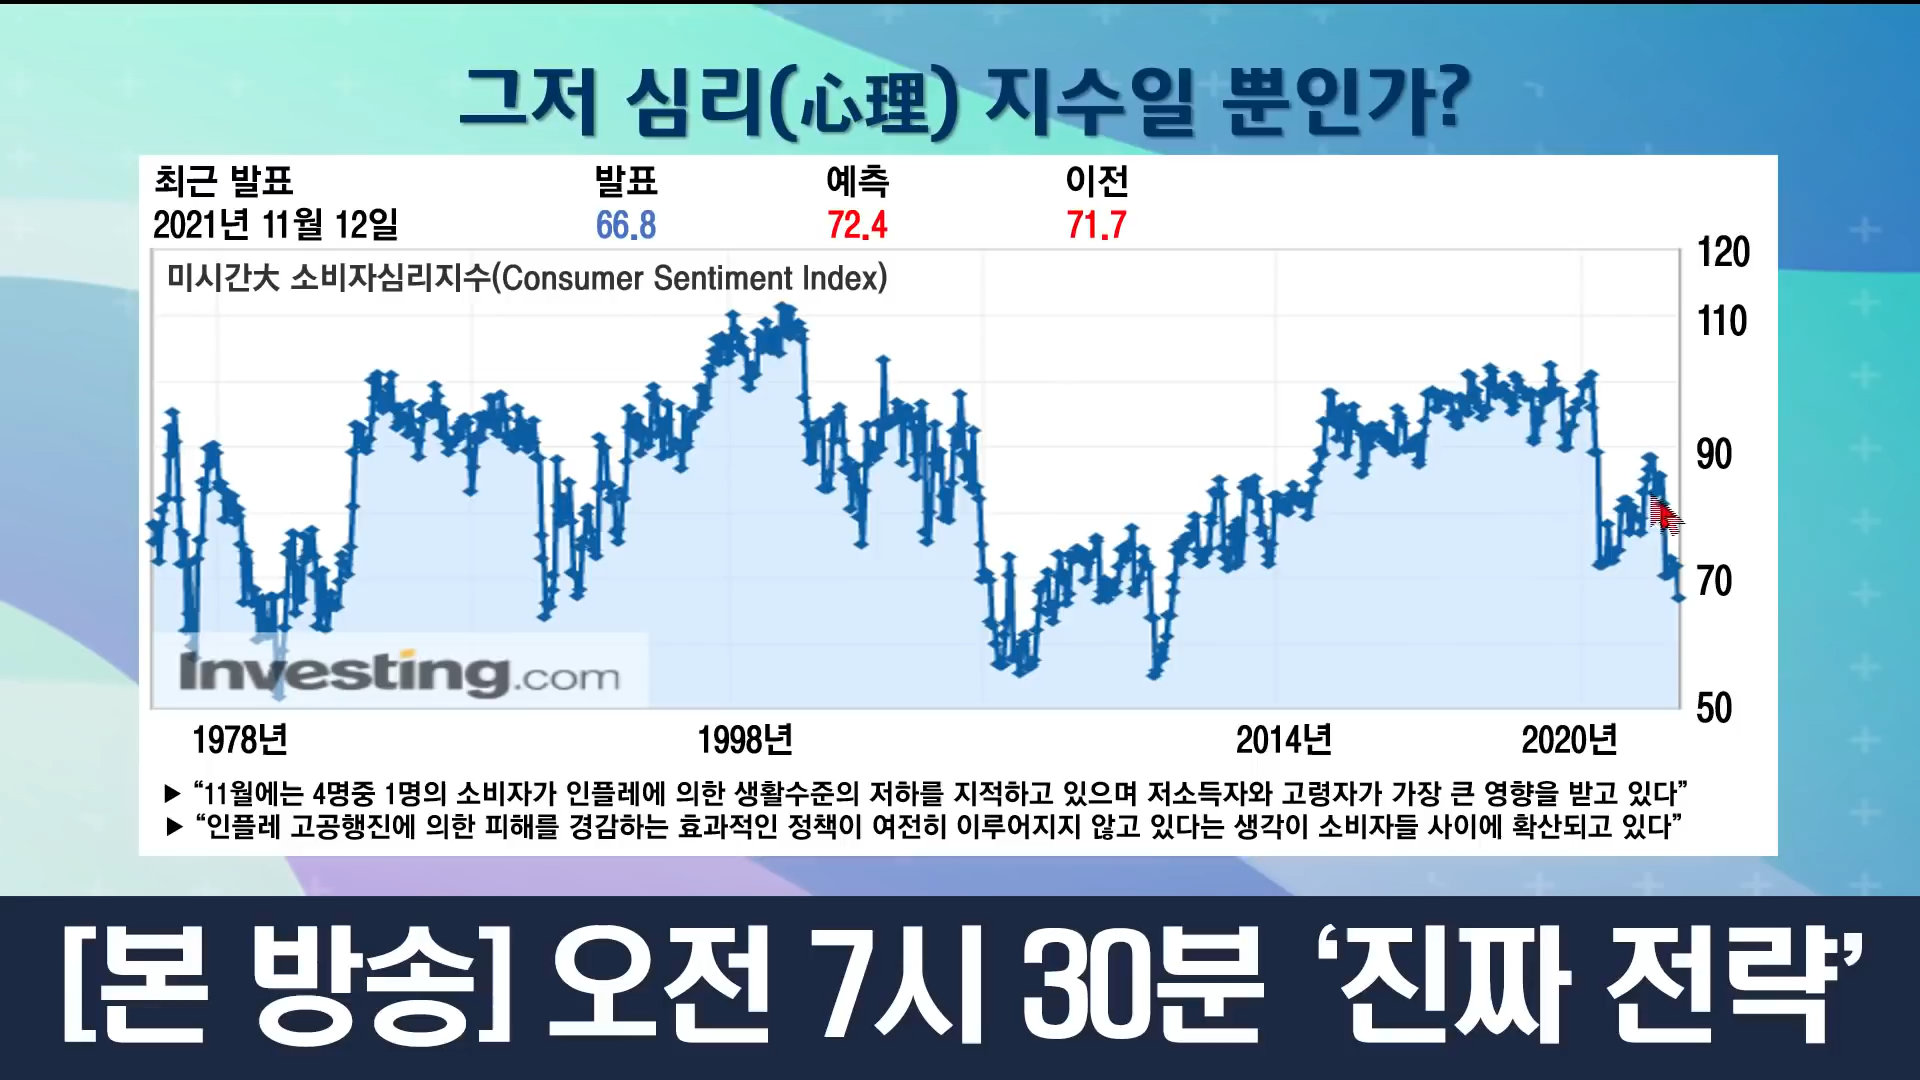 그저 심리(心理) 지수일 뿐인가?
최근 발표 발표 예측 이전
2021년 11월 12일 66.8 72.4 71.7
미시간大 소비자심리지수(Consumer Sentiment Index)
120
110
90
70
50
Investing.com
1978년 1998년 2014년 2020년
▶ “11월에는 4명중 1명의 소비자가 인플레에 의한 생활수준의 저하를 지적하고 있으며 저소득자와 고령자가 가장 큰 영향을 받고 있다”
▶ “인플레 고공행진에 의한 피해를 경감하는 효과적인 정책이 여전히 이루어지지 않고 있다는 생각이 소비자들 사이에 확산되고 있다”
[본 방송] 오전 7시 30분 ‘진짜 전략’